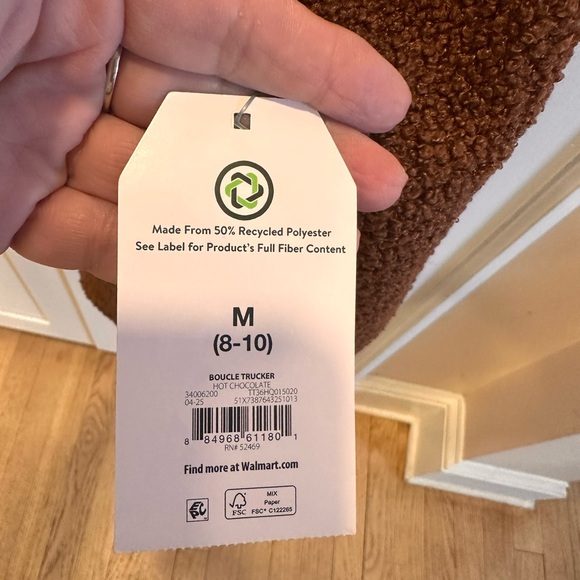 Made From 50% Recycled Polyester
See Label for Product's Full Fiber Content
M
(8-10)
BOUCLE TRUCKER
HOT CHOCOLATE
34006200 TT36HQ015020
04-25 51X7387643251013
8 84968 61180 1
RN# 52469
Find more at Walmart.com
FSC
MIX
Paper
FSC® C122265